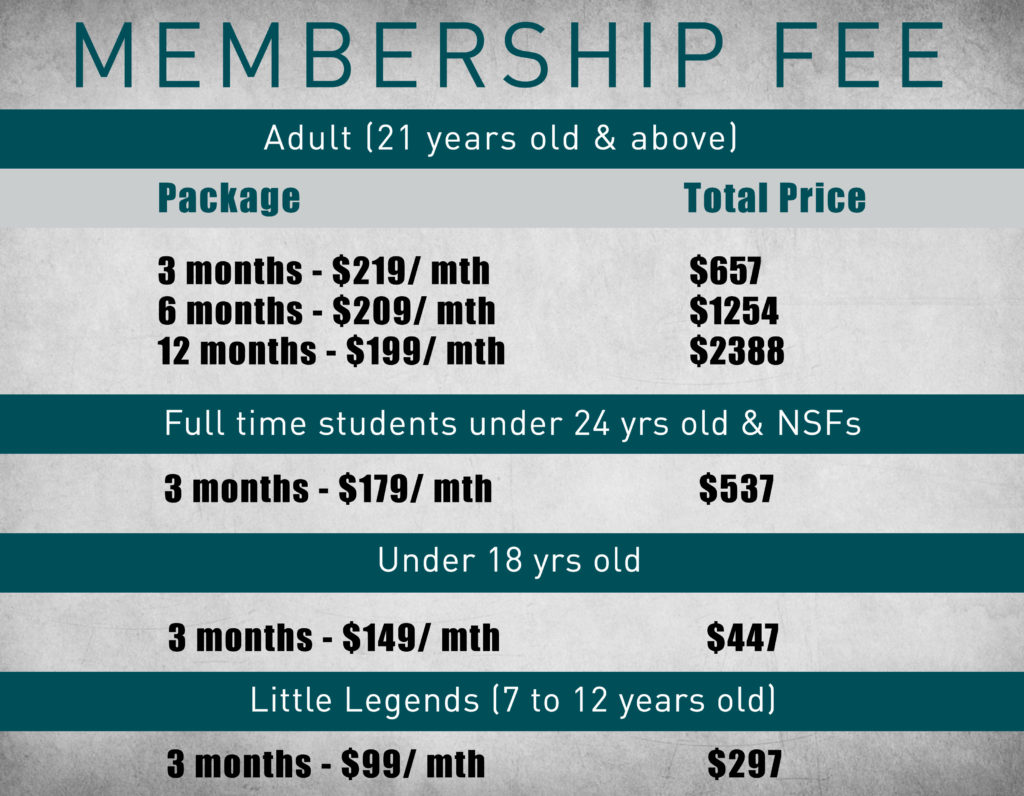 MEMBERSHIP FEE
Adult (21 years old & above)
Package Total Price
3 months - $219/ mth $657
6 months - $209/ mth $1254
12 months - $199/ mth $2388
Full time students under 24 yrs old & NSFs
3 months - $179/ mth $537
Under 18 yrs old
3 months - $149/ mth $447
Little Legends (7 to 12 years old)
3 months - $99/ mth $297